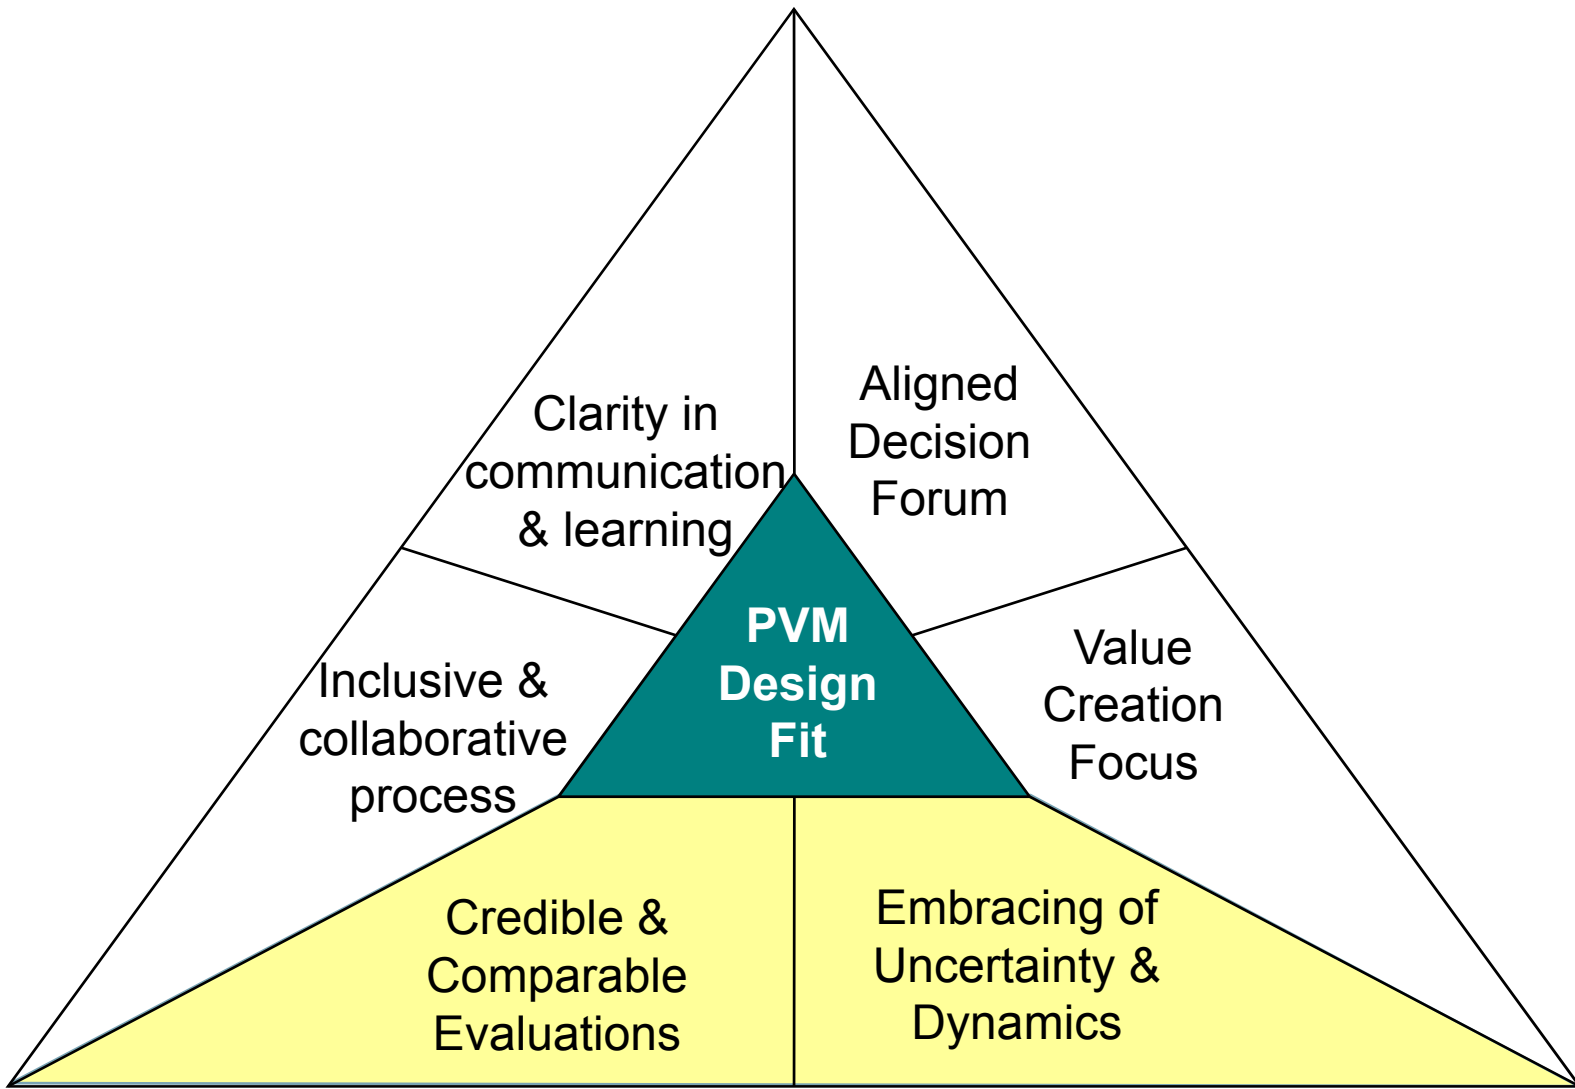 Clarity in
communication
& learning
Aligned
Decision
Forum
PVM
Design
Fit
Inclusive &
collaborative
process
Value
Creation
Focus
Credible &
Comparable
Evaluations
Embracing of
Uncertainty &
Dynamics